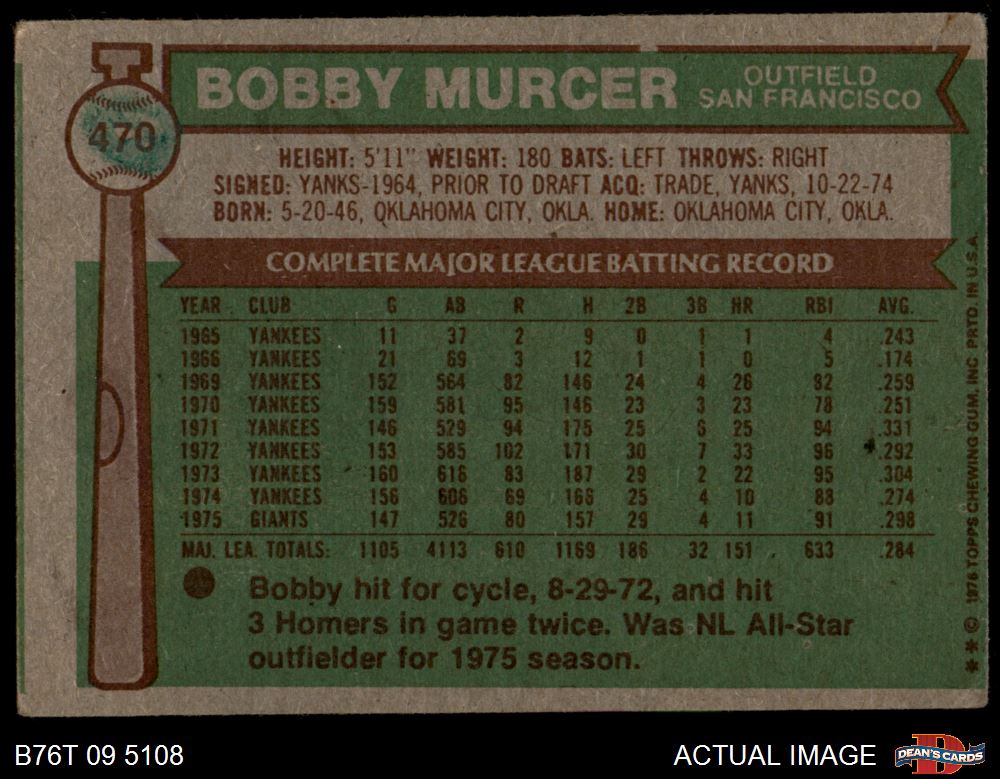 BOBBY MURCER
OUTFIELD
SAN FRANCISCO
470
HEIGHT: 5'11" WEIGHT: 180 BATS: LEFT THROWS: RIGHT
SIGNED: YANKS-1964, PRIOR TO DRAFT ACQ: TRADE, YANKS, 10-22-74
BORN: 5-20-46, OKLAHOMA CITY, OKLA. HOME: OKLAHOMA CITY, OKLA.
COMPLETE MAJOR LEAGUE BATTING RECORD
YEAR CLUB G AB R H 2B 3B HR RBI AVG.
1965 YANKEES 11 37 2 9 0 1 1 4 .243
1966 YANKEES 21 69 3 12 1 1 0 5 .174
1969 YANKEES 152 564 82 146 24 4 26 82 .259
1970 YANKEES 159 581 95 146 23 3 23 78 .251
1971 YANKEES 146 529 94 175 25 6 25 94 .331
1972 YANKEES 153 585 102 171 30 7 33 96 .292
1973 YANKEES 160 616 83 187 29 2 22 95 .304
1974 YANKEES 156 606 69 166 25 4 10 88 .274
1975 GIANTS 147 526 80 157 29 4 11 91 .298
MAJ. LEA. TOTALS: 1105 4113 610 1169 186 32 151 633 .284
Bobby hit for cycle, 8-29-72, and hit
3 Homers in game twice. Was NL All-Star
outfielder for 1975 season.
** © 1976 TOPPS CHEWING GUM, INC. PRTD. IN U.S.A.
B76T 09 5108
ACTUAL IMAGE
DEAN'S CARDS